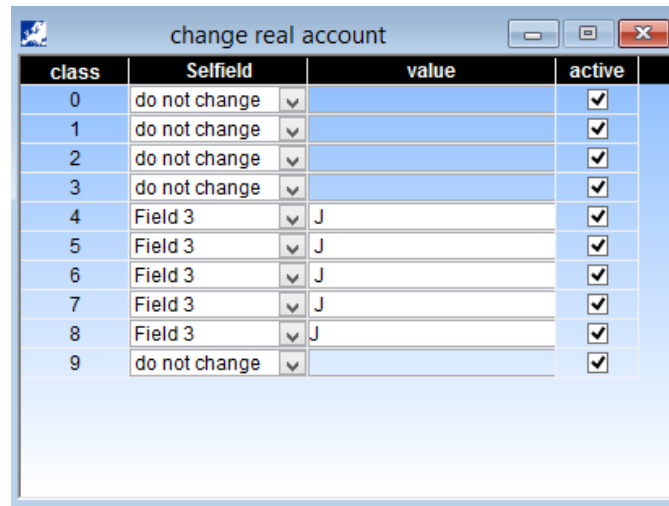 change real account
class Selfield value active
0 do not change
1 do not change
2 do not change
3 do not change
4 Field 3 J
5 Field 3 J
6 Field 3 J
7 Field 3 J
8 Field 3 J
9 do not change